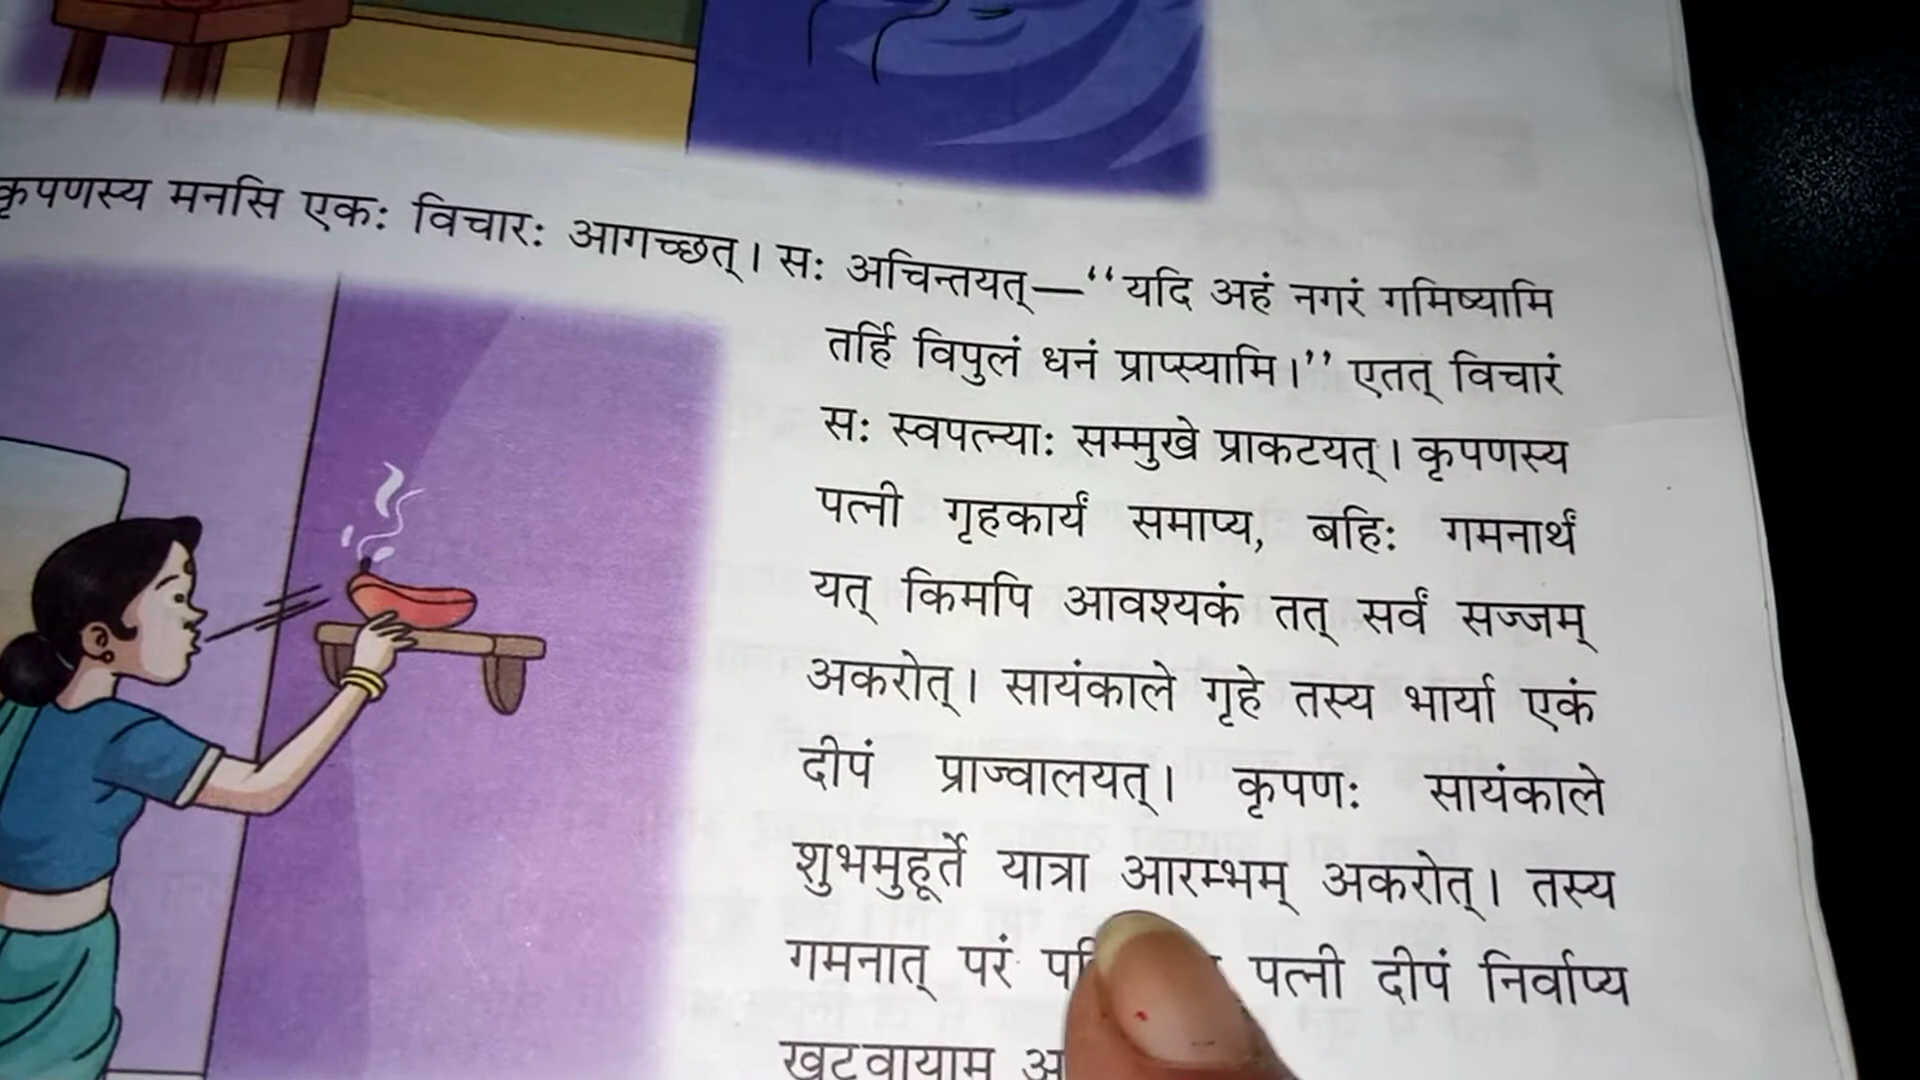 कृपणस्य मनसि एकः विचारः आगच्छत्। सः अचिन्तयत्—“यदि अहं नगरं गमिष्यामि
तर्हि विपुलं धनं प्राप्स्यामि।” एतत् विचारं
सः स्वपत्न्याः सम्मुखे प्राकटयत्। कृपणस्य
पत्नी गृहकार्यं समाप्य, बहिः गमनार्थं
यत् किमपि आवश्यकं तत् सर्वं सज्जम्
अकरोत्। सायंकाले गृहे तस्य भार्या एकं
दीपं प्राज्वालयत्। कृपणः सायंकाले
शुभमुहूर्ते यात्रा आरम्भम् अकरोत्। तस्य
गमनात् परं पत्नी दीपं निर्वाप्य